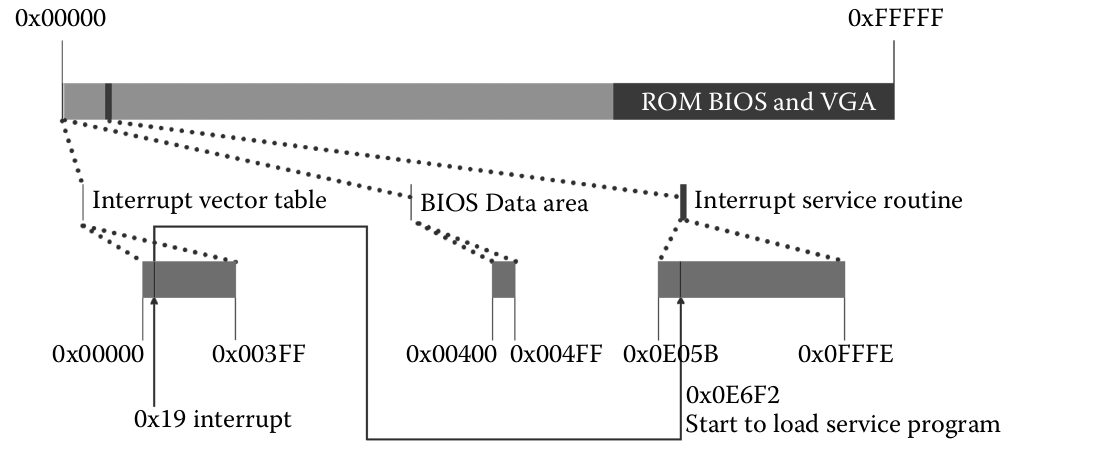 0x00000
0xFFFFF
ROM BIOS and VGA
Interrupt vector table
BIOS Data area
Interrupt service routine
0x00000
0x003FF
0x00400
0x004FF
0x0E05B
0x0FFFE
0x19 interrupt
0x0E6F2
Start to load service program